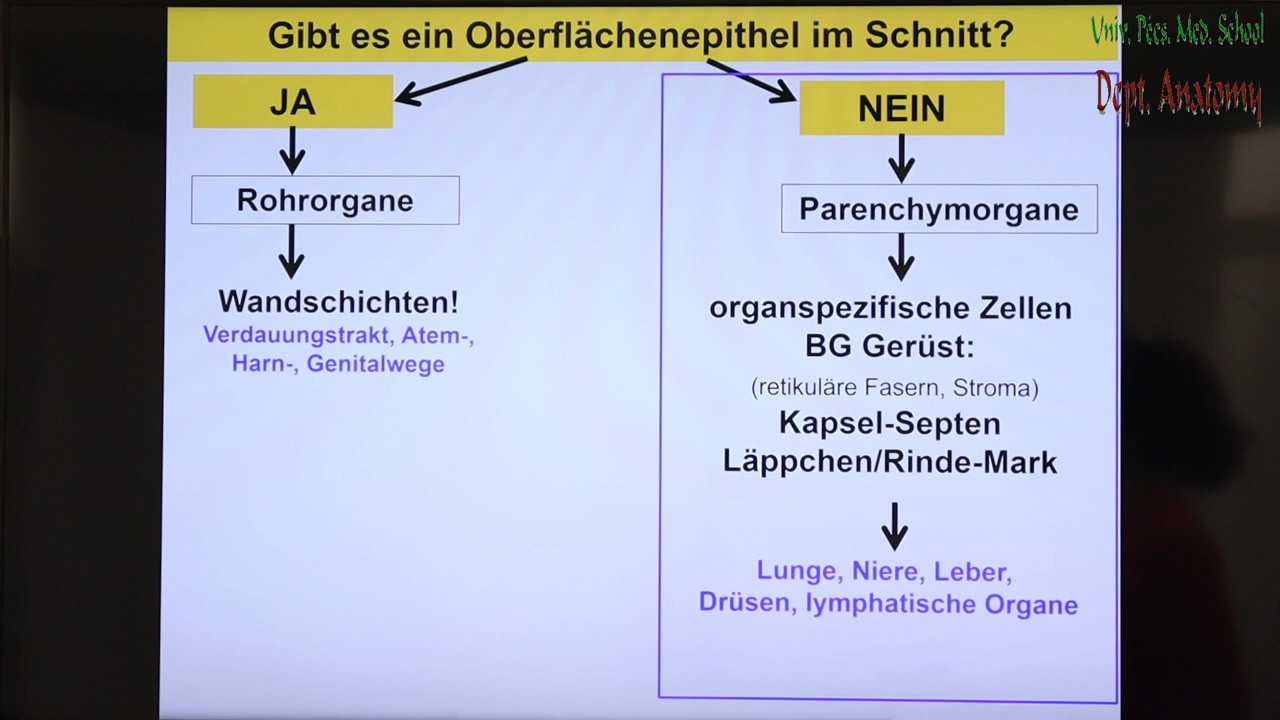 Gibt es ein Oberflächenepithel im Schnitt?
Univ. Pécs. Med. School
Dept. Anatomy
JA
Rohrorgane
Wandschichten!
Verdauungstrakt, Atem-,
Harn-, Genitalwege
NEIN
Parenchymorgane
organspezifische Zellen
BG Gerüst:
(retikuläre Fasern, Stroma)
Kapsel-Septen
Läppchen/Rinde-Mark
Lunge, Niere, Leber,
Drüsen, lymphatische Organe